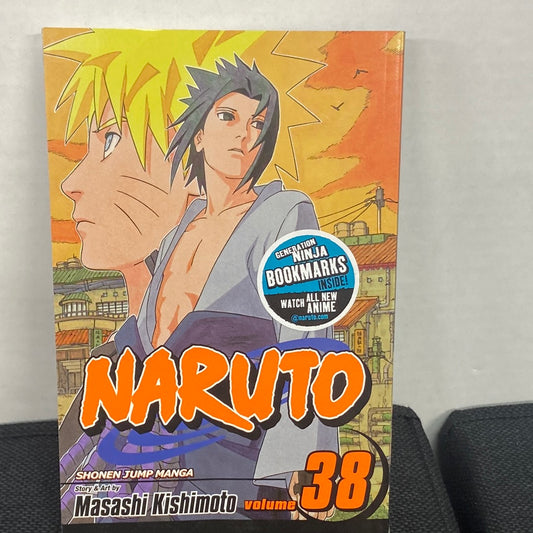 GENERATION
NINJA
BOOKMARKS
INSIDE!
WATCH ALL NEW
ANIME
@naruto.com
NARUTO
SHONEN JUMP MANGA
Story & Art by
Masashi Kishimoto
volume 38